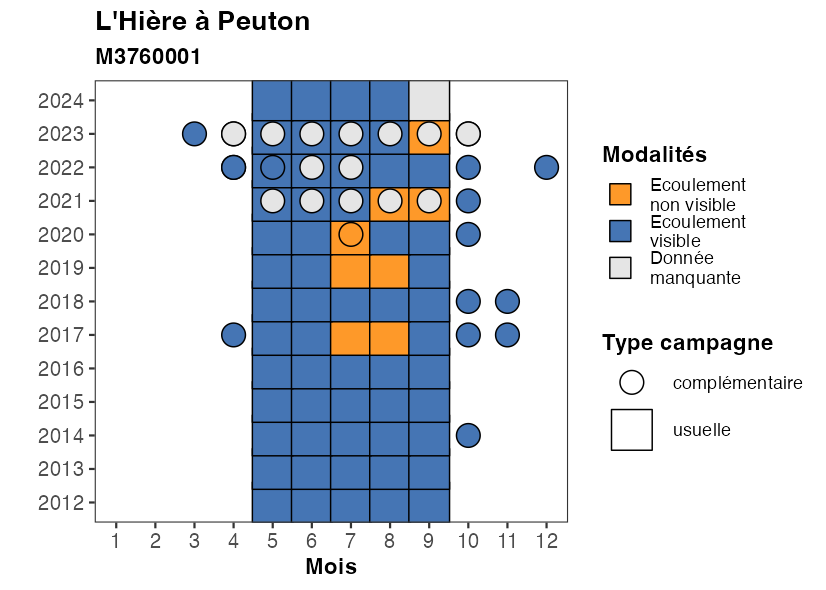 L'Hière à Peuton
M3760001
2024
2023
2022
2021
2020
2019
2018
2017
2016
2015
2014
2013
2012
1 2 3 4 5 6 7 8 9 10 11 12
Mois
Modalités
Ecoulement
non visible
Ecoulement
visible
Donnée
manquante
Type campagne
complémentaire
usuelle